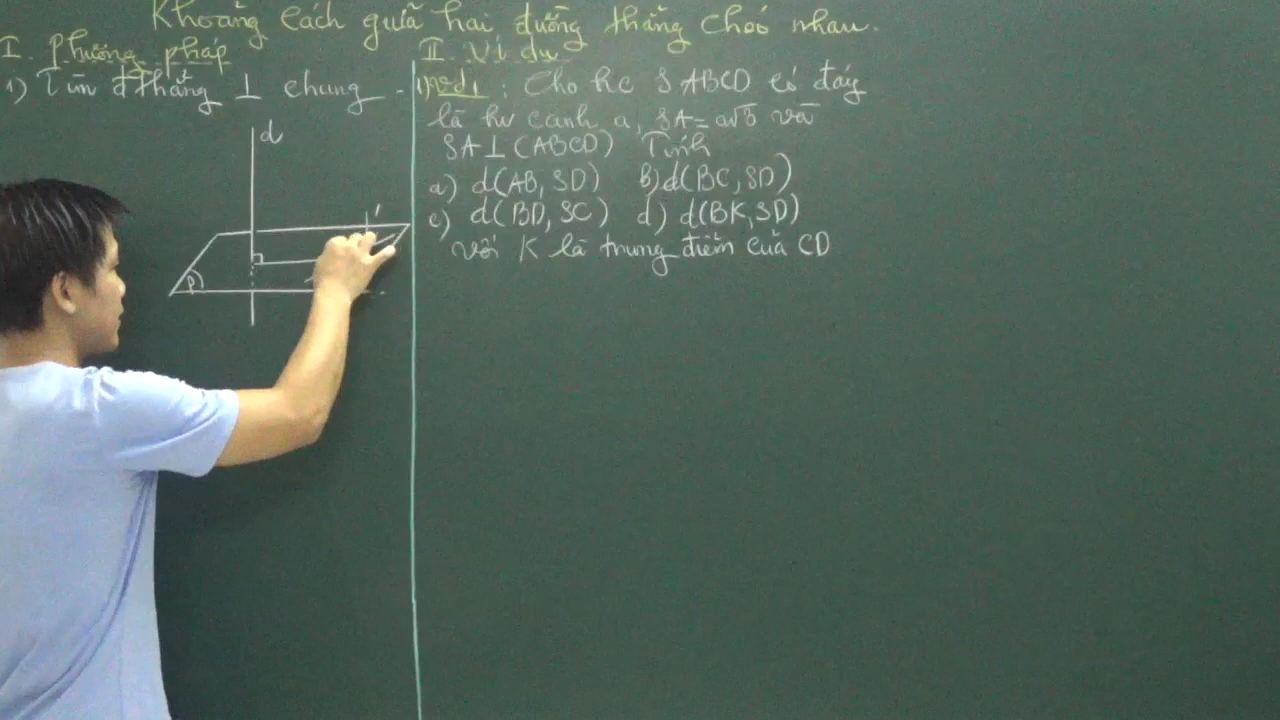 Khoảng cách giữa hai đường thẳng chéo nhau.
I. Phương pháp
1) Tìm đ thẳng ⊥ chung
d
P
II. Ví dụ
1) vd1 : Cho hc SABCD có đáy
là hv cạnh a, SA = a√3 và
SA⊥(ABCD) Tính
a) d(AB, SD) b) d(BC, SD)
c) d(BD, SC) d) d(BK, SD)
với K là trung điểm của CD